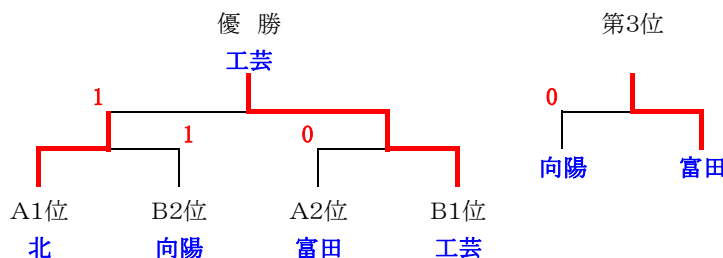 優 勝 第3位
工芸
1 0
1 0
向陽 富田
A1位 B2位 A2位 B1位
北 向陽 富田 工芸